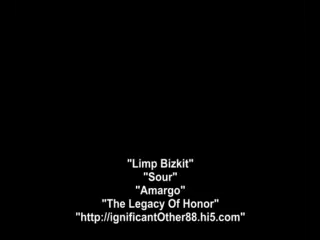 "Limp Bizkit"
"Sour"
"Amargo"
"The Legacy Of Honor"
"http://ignificantOther88.hi5.com"